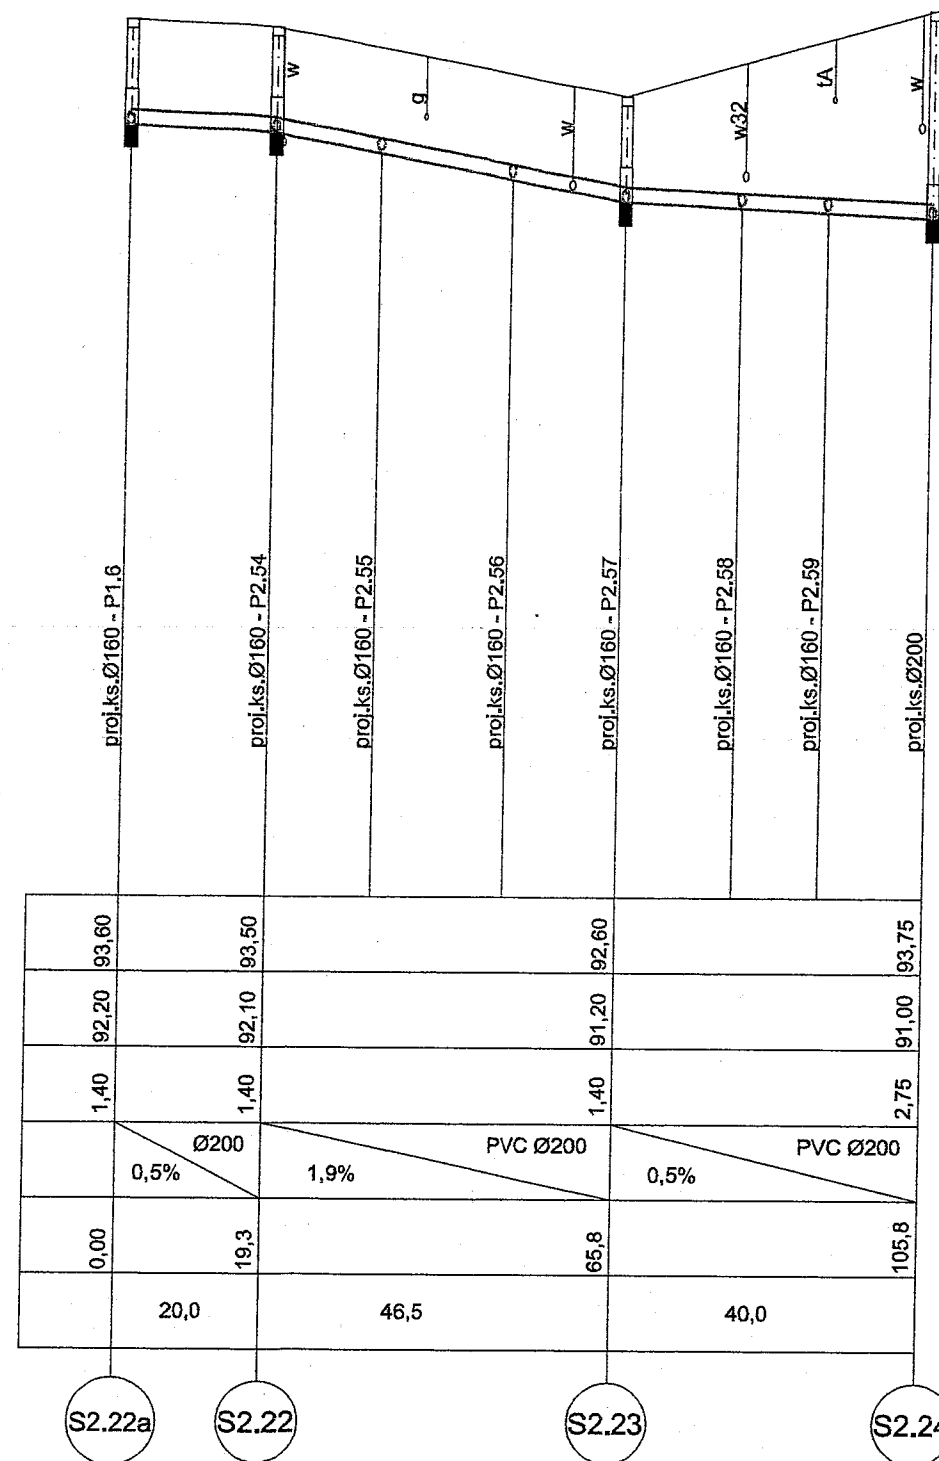 w
g
w
w32
tA
w
proj.ks.Ø160 - P1.6
proj.ks.Ø160 - P2.54
proj.ks.Ø160 - P2.55
proj.ks.Ø160 - P2.56
proj.ks.Ø160 - P2.57
proj.ks.Ø160 - P2.58
proj.ks.Ø160 - P2.59
proj.ks.Ø200
93,60 93,50 92,60 93,75
92,20 92,10 91,20 91,00
1,40 1,40 1,40 2,75
Ø200 PVC Ø200 PVC Ø200
0,5% 1,9% 0,5%
0,00 19,3 65,8 105,8
20,0 46,5 40,0
S2.22a S2.22 S2.23 S2.24